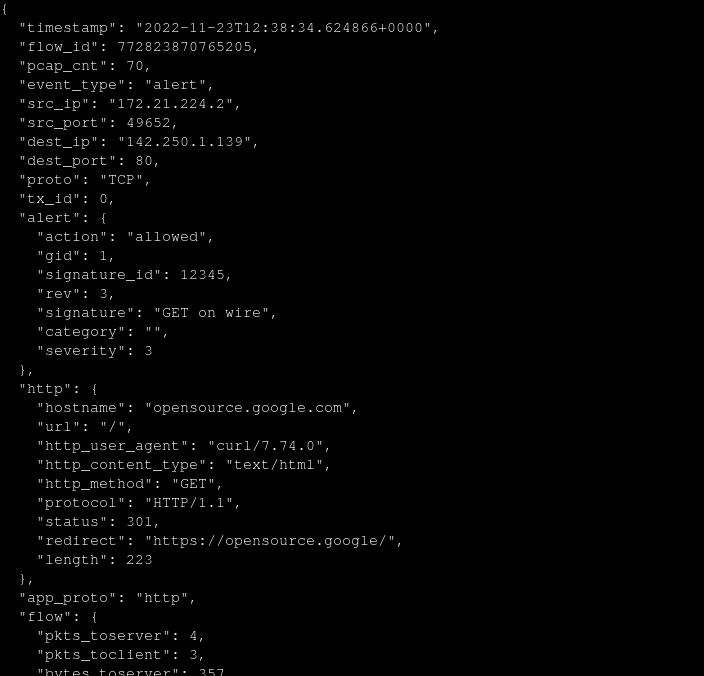 {
  "timestamp": "2022-11-23T12:38:34.624866+0000",
  "flow_id": 772823870765205,
  "pcap_cnt": 70,
  "event_type": "alert",
  "src_ip": "172.21.224.2",
  "src_port": 49652,
  "dest_ip": "142.250.1.139",
  "dest_port": 80,
  "proto": "TCP",
  "tx_id": 0,
  "alert": {
    "action": "allowed",
    "gid": 1,
    "signature_id": 12345,
    "rev": 3,
    "signature": "GET on wire",
    "category": "",
    "severity": 3
  },
  "http": {
    "hostname": "opensource.google.com",
    "url": "/",
    "http_user_agent": "curl/7.74.0",
    "http_content_type": "text/html",
    "http_method": "GET",
    "protocol": "HTTP/1.1",
    "status": 301,
    "redirect": "https://opensource.google/",
    "length": 223
  },
  "app_proto": "http",
  "flow": {
    "pkts_toserver": 4,
    "pkts_toclient": 3,
    "bytes_toserver": 357,